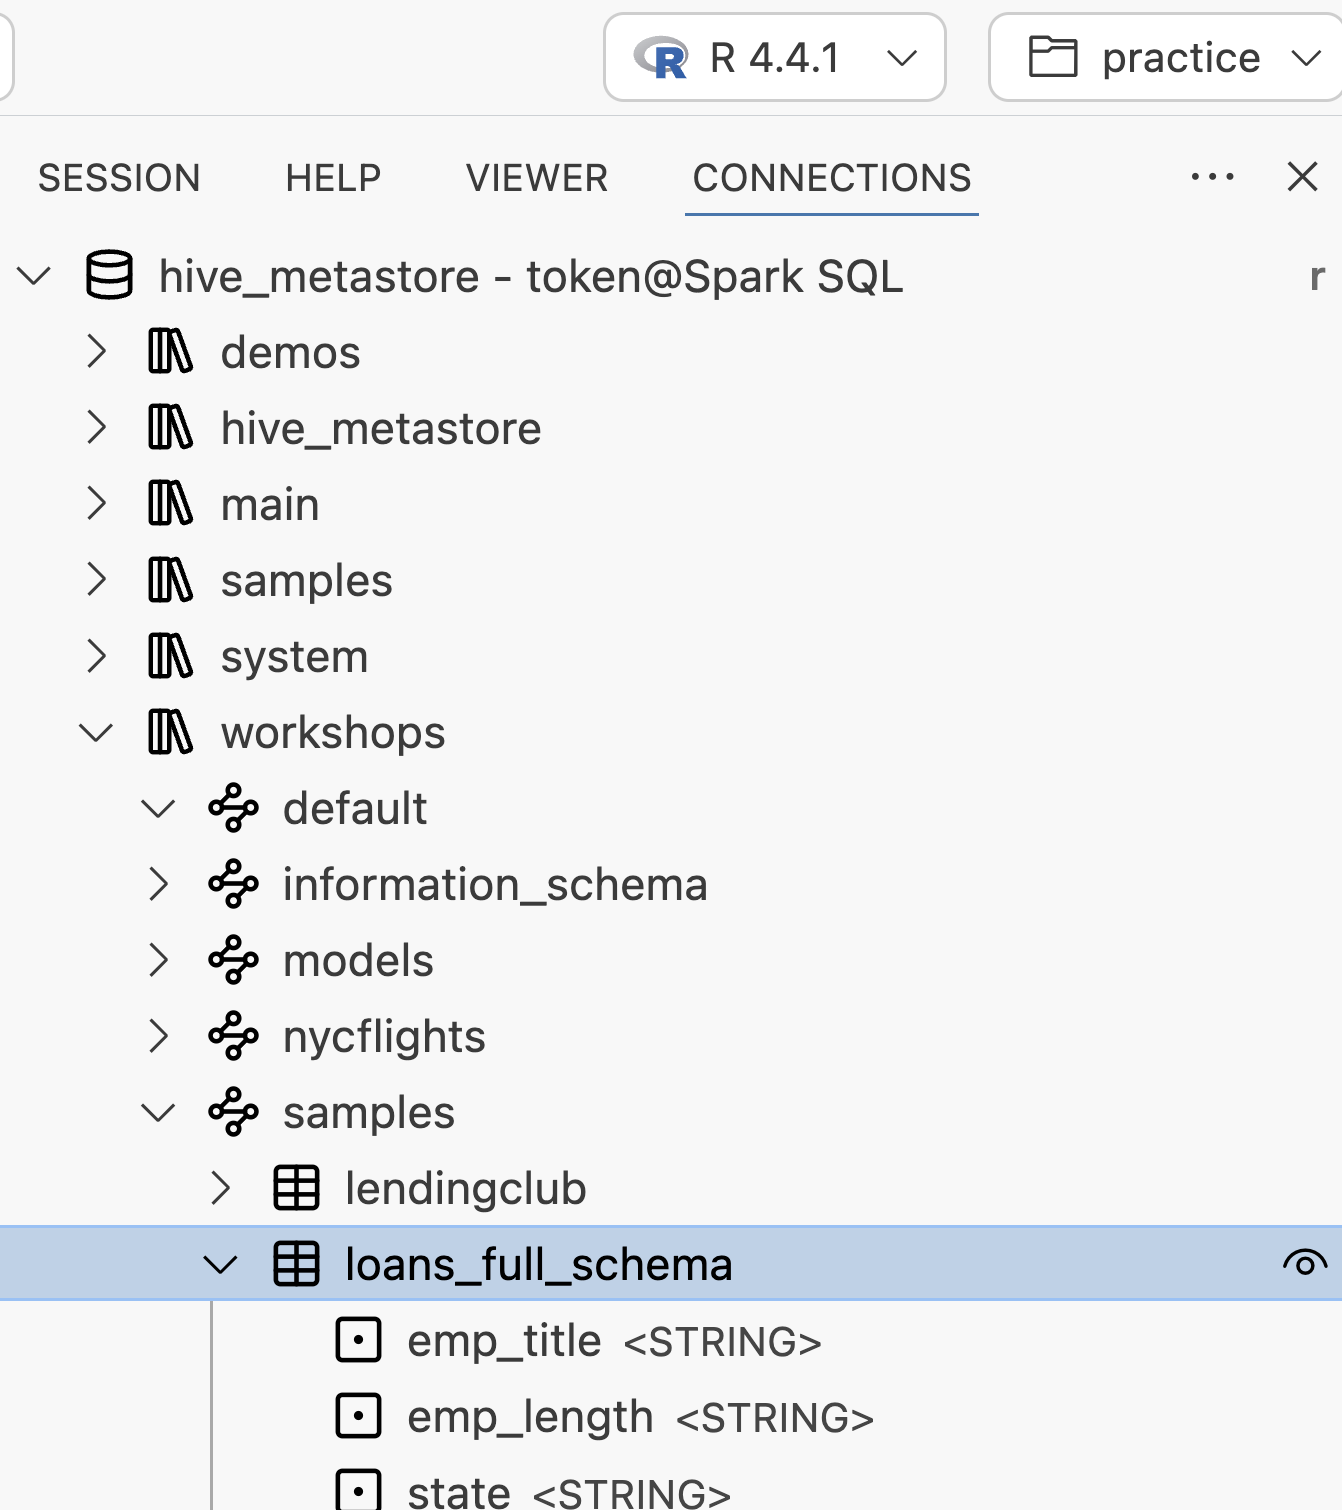 R 4.4.1 practice
SESSION HELP VIEWER CONNECTIONS
hive_metastore - token@Spark SQL r
demos
hive_metastore
main
samples
system
workshops
default
information_schema
models
nycflights
samples
lendingclub
loans_full_schema
emp_title <STRING>
emp_length <STRING>
state <STRING>